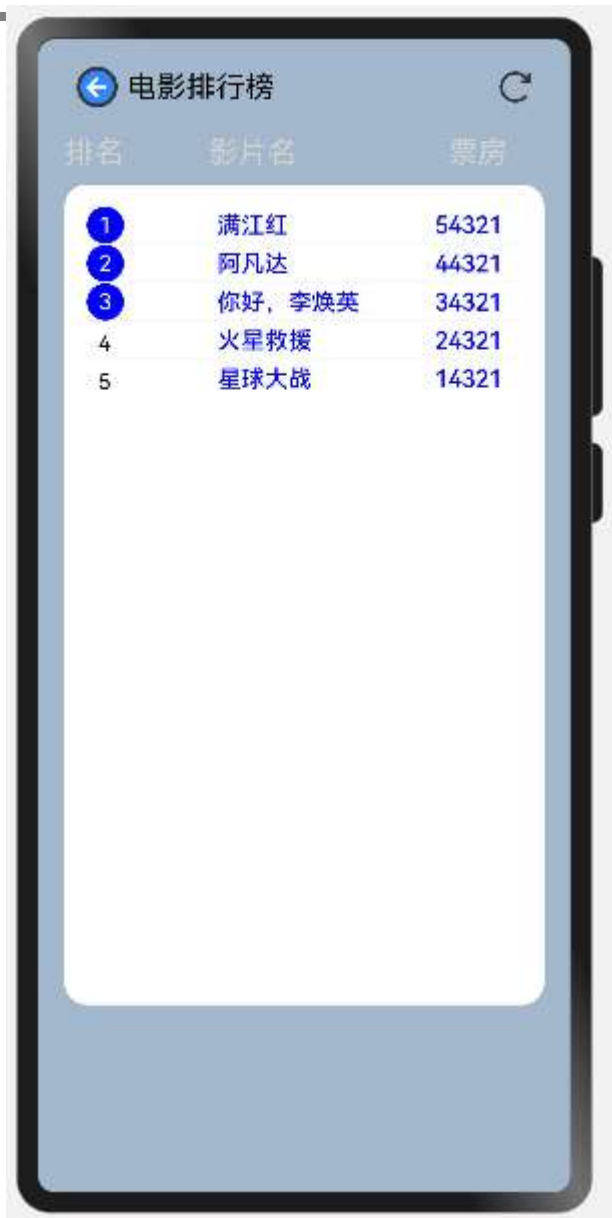 电影排行榜
排名 影片名 票房
1 满江红 54321
2 阿凡达 44321
3 你好，李焕英 34321
4 火星救援 24321
5 星球大战 14321